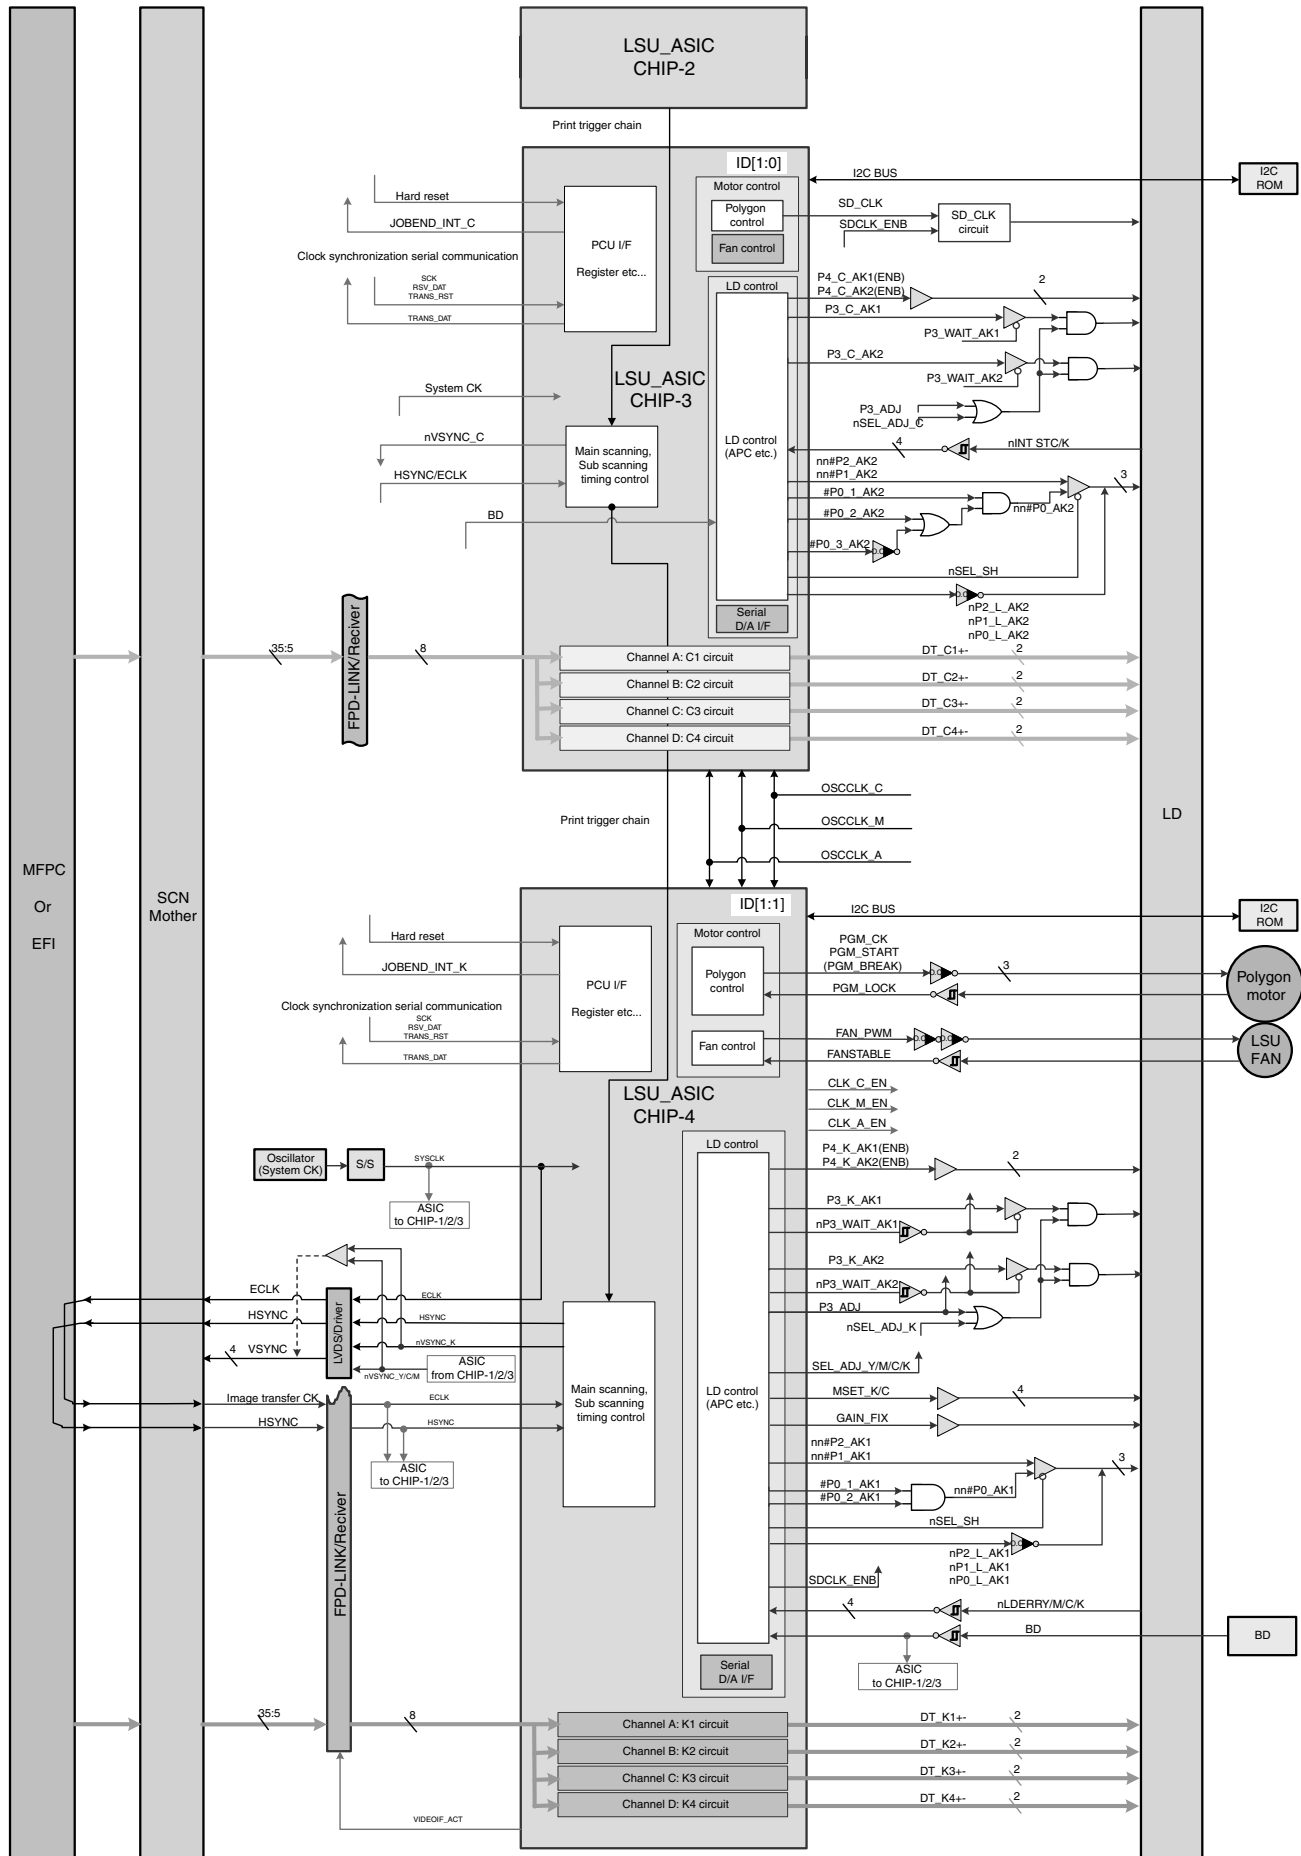 LSU_ASIC
CHIP-2
Print trigger chain
ID[1:0]
I2C BUS
I2C
ROM
Motor control
Polygon
control
Fan control
SD_CLK
SDCLK_ENB
SD_CLK
circuit
Hard reset
JOBEND_INT_C
Clock synchronization serial communication
SCK
RSV_DAT
TRANS_RST
TRANS_DAT
PCU I/F
Register etc...
LD control
P4_C_AK1(ENB)
P4_C_AK2(ENB)
2
P3_C_AK1
P3_WAIT_AK1
P3_C_AK2
P3_WAIT_AK2
P3_ADJ
nSEL_ADJ_C
LSU_ASIC
CHIP-3
System CK
nVSYNC_C
HSYNC/ECLK
BD
Main scanning,
Sub scanning
timing control
LD control
(APC etc.)
4
nINT STC/K
nn#P2_AK2
nn#P1_AK2
#P0_1_AK2
#P0_2_AK2
#P0_3_AK2
nn#P0_AK2
3
nSEL_SH
nP2_L_AK2
nP1_L_AK2
nP0_L_AK2
Serial
D/A I/F
35:5
FPD-LINK/Reciver
8
Channel A: C1 circuit
Channel B: C2 circuit
Channel C: C3 circuit
Channel D: C4 circuit
DT_C1+-
2
DT_C2+-
2
DT_C3+-
2
DT_C4+-
2
OSCCLK_C
OSCCLK_M
OSCCLK_A
Print trigger chain
MFPC
Or
EFI
SCN
Mother
LD
ID[1:1]
I2C BUS
I2C
ROM
Motor control
Polygon
control
Fan control
PGM_CK
PGM_START
(PGM_BREAK)
3
PGM_LOCK
Polygon
motor
FAN_PWM
FANSTABLE
LSU
FAN
Hard reset
JOBEND_INT_K
Clock synchronization serial communication
SCK
RSV_DAT
TRANS_RST
TRANS_DAT
PCU I/F
Register etc...
LSU_ASIC
CHIP-4
CLK_C_EN
CLK_M_EN
CLK_A_EN
LD control
P4_K_AK1(ENB)
P4_K_AK2(ENB)
2
Oscillator
(System CK)
S/S
SYSCLK
ASIC
to CHIP-1/2/3
P3_K_AK1
nP3_WAIT_AK1
P3_K_AK2
nP3_WAIT_AK2
P3_ADJ
nSEL_ADJ_K
ECLK
HSYNC
4
VSYNC
LVDS/Driver
ECLK
HSYNC
nVSYNC_K
nVSYNC_Y/C/M
ASIC
from CHIP-1/2/3
Image transfer CK
HSYNC
ECLK
HSYNC
ASIC
to CHIP-1/2/3
Main scanning,
Sub scanning
timing control
LD control
(APC etc.)
SEL_ADJ_Y/M/C/K
MSET_K/C
4
GAIN_FIX
nn#P2_AK1
nn#P1_AK1
#P0_1_AK1
#P0_2_AK1
nn#P0_AK1
3
nSEL_SH
nP2_L_AK1
nP1_L_AK1
nP0_L_AK1
SDCLK_ENB
4
nLDERRY/M/C/K
BD
BD
ASIC
to CHIP-1/2/3
Serial
D/A I/F
FPD-LINK/Reciver
35:5
8
Channel A: K1 circuit
Channel B: K2 circuit
Channel C: K3 circuit
Channel D: K4 circuit
DT_K1+-
2
DT_K2+-
2
DT_K3+-
2
DT_K4+-
2
VIDEOIF_ACT